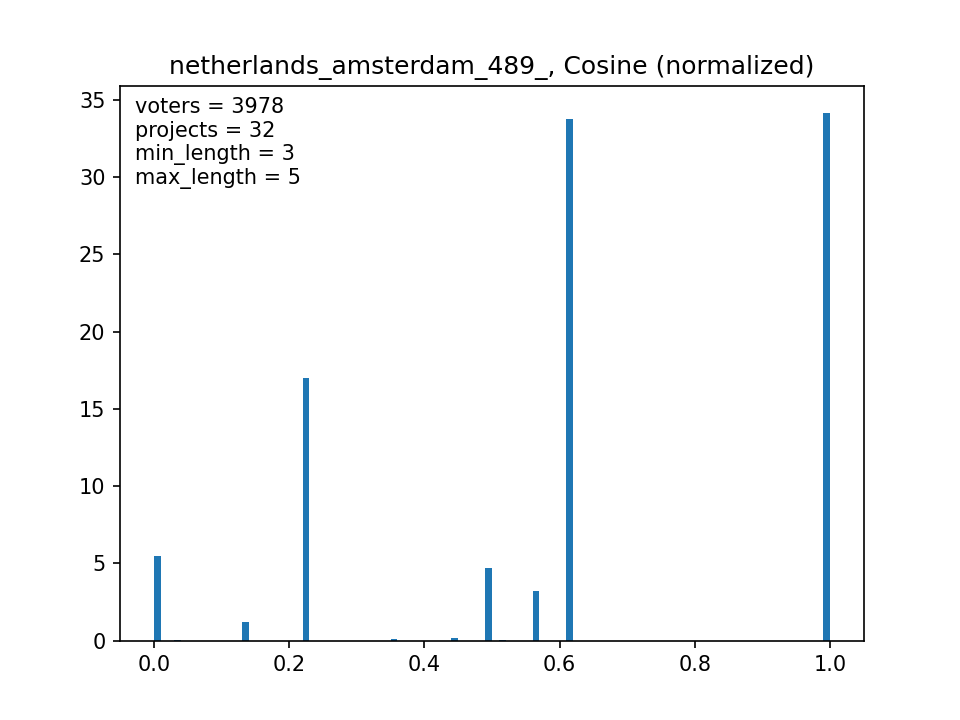 netherlands_amsterdam_489_, Cosine (normalized)
voters = 3978
projects = 32
min_length = 3
max_length = 5
35
30
25
20
15
10
5
0
0.0 0.2 0.4 0.6 0.8 1.0